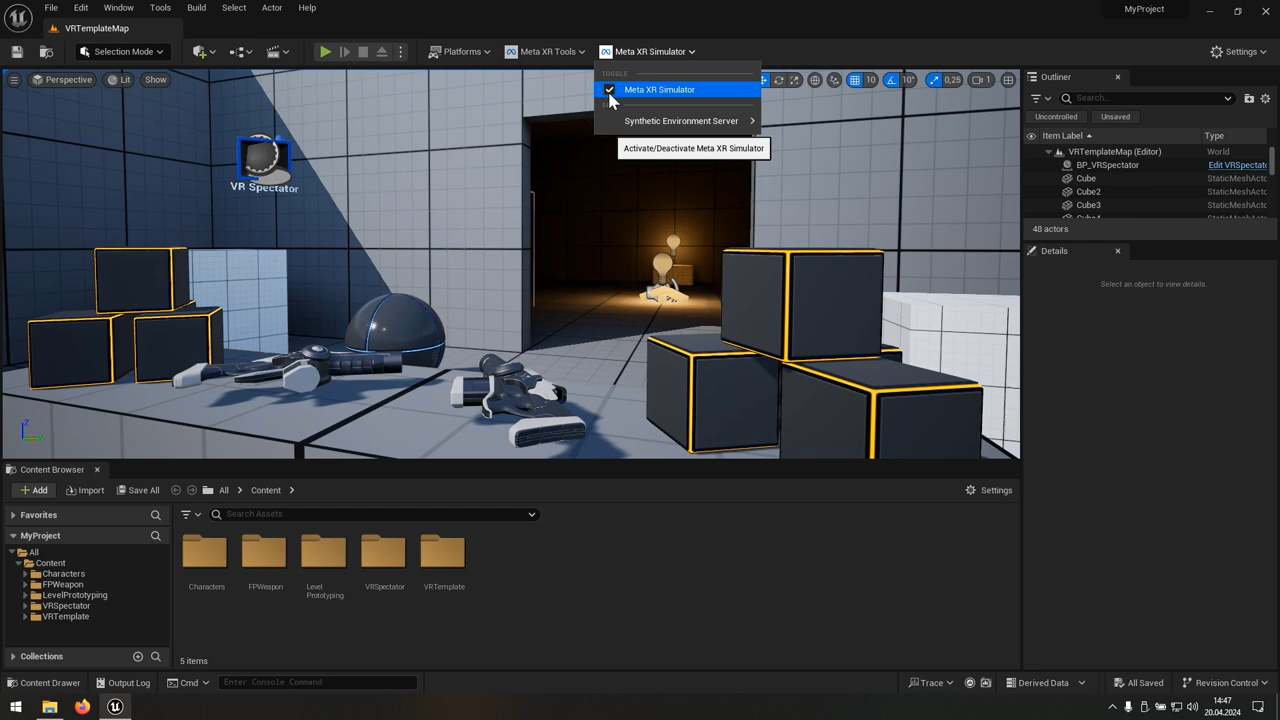 File Edit Window Tools Build Select Actor Help
MyProject
VRTemplateMap
Selection Mode
Platforms
Meta XR Tools
Meta XR Simulator
Settings
Perspective
Lit
Show
TOGGLE
Meta XR Simulator
Synthetic Environment Server
Activate/Deactivate Meta XR Simulator
10
10°
0,25
1
VR Spectator
Outliner
Search...
Uncontrolled
Unsaved
Item Label
Type
VRTemplateMap (Editor)
World
BP_VRSpectator
Edit VRSpectato
Cube
StaticMeshActo
Cube2
StaticMeshActo
Cube3
StaticMeshActo
Cube4
StaticMeshActo
48 actors
Details
Select an object to view details.
Content Browser
Add
Import
Save All
All
Content
Settings
Favorites
MyProject
All
Content
Characters
FPWeapon
LevelPrototyping
VRSpectator
VRTemplate
Collections
Search Assets
Characters
FPWeapon
Level
Prototyping
VRSpectator
VRTemplate
5 items
Content Drawer
Output Log
Cmd
Enter Console Command
Trace
Derived Data
All Saved
Revision Control
14:47
20.04.2024